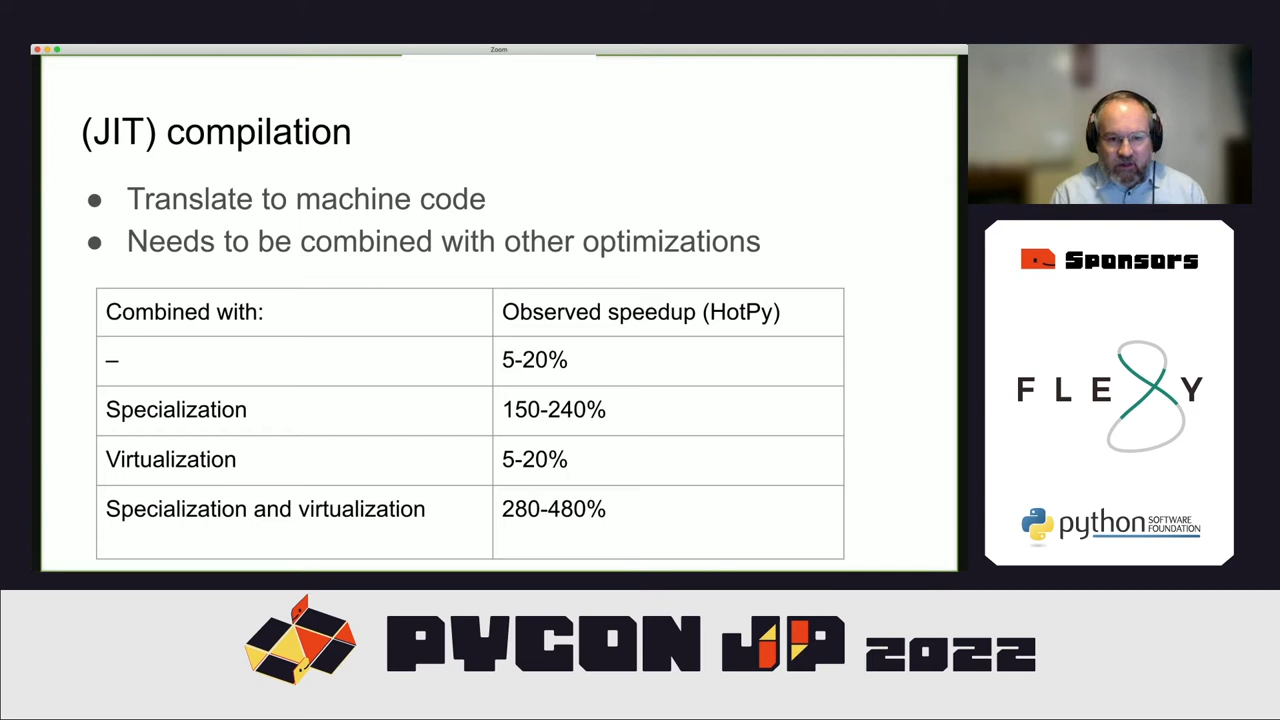 Zoom
(JIT) compilation
● Translate to machine code
● Needs to be combined with other optimizations
Combined with: Observed speedup (HotPy)
– 5-20%
Specialization 150-240%
Virtualization 5-20%
Specialization and virtualization 280-480%
Sponsors
FLEXY
python SOFTWARE FOUNDATION
PYCON JP 2022